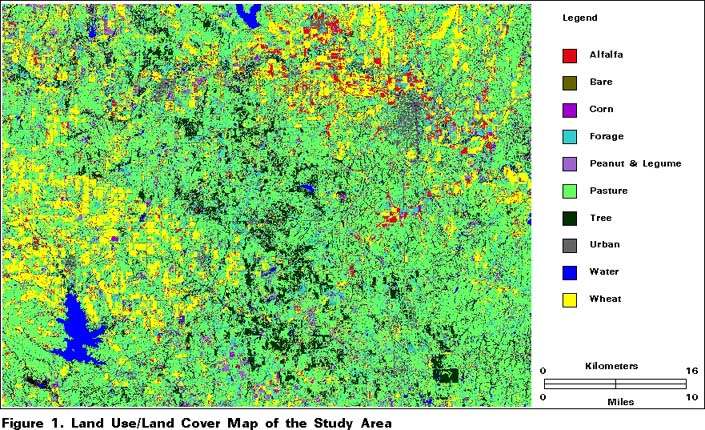 Legend
Alfalfa
Bare
Corn
Forage
Peanut & Legume
Pasture
Tree
Urban
Water
Wheat
Kilometers
0 16
0 10
Miles
Figure 1. Land Use/Land Cover Map of the Study Area